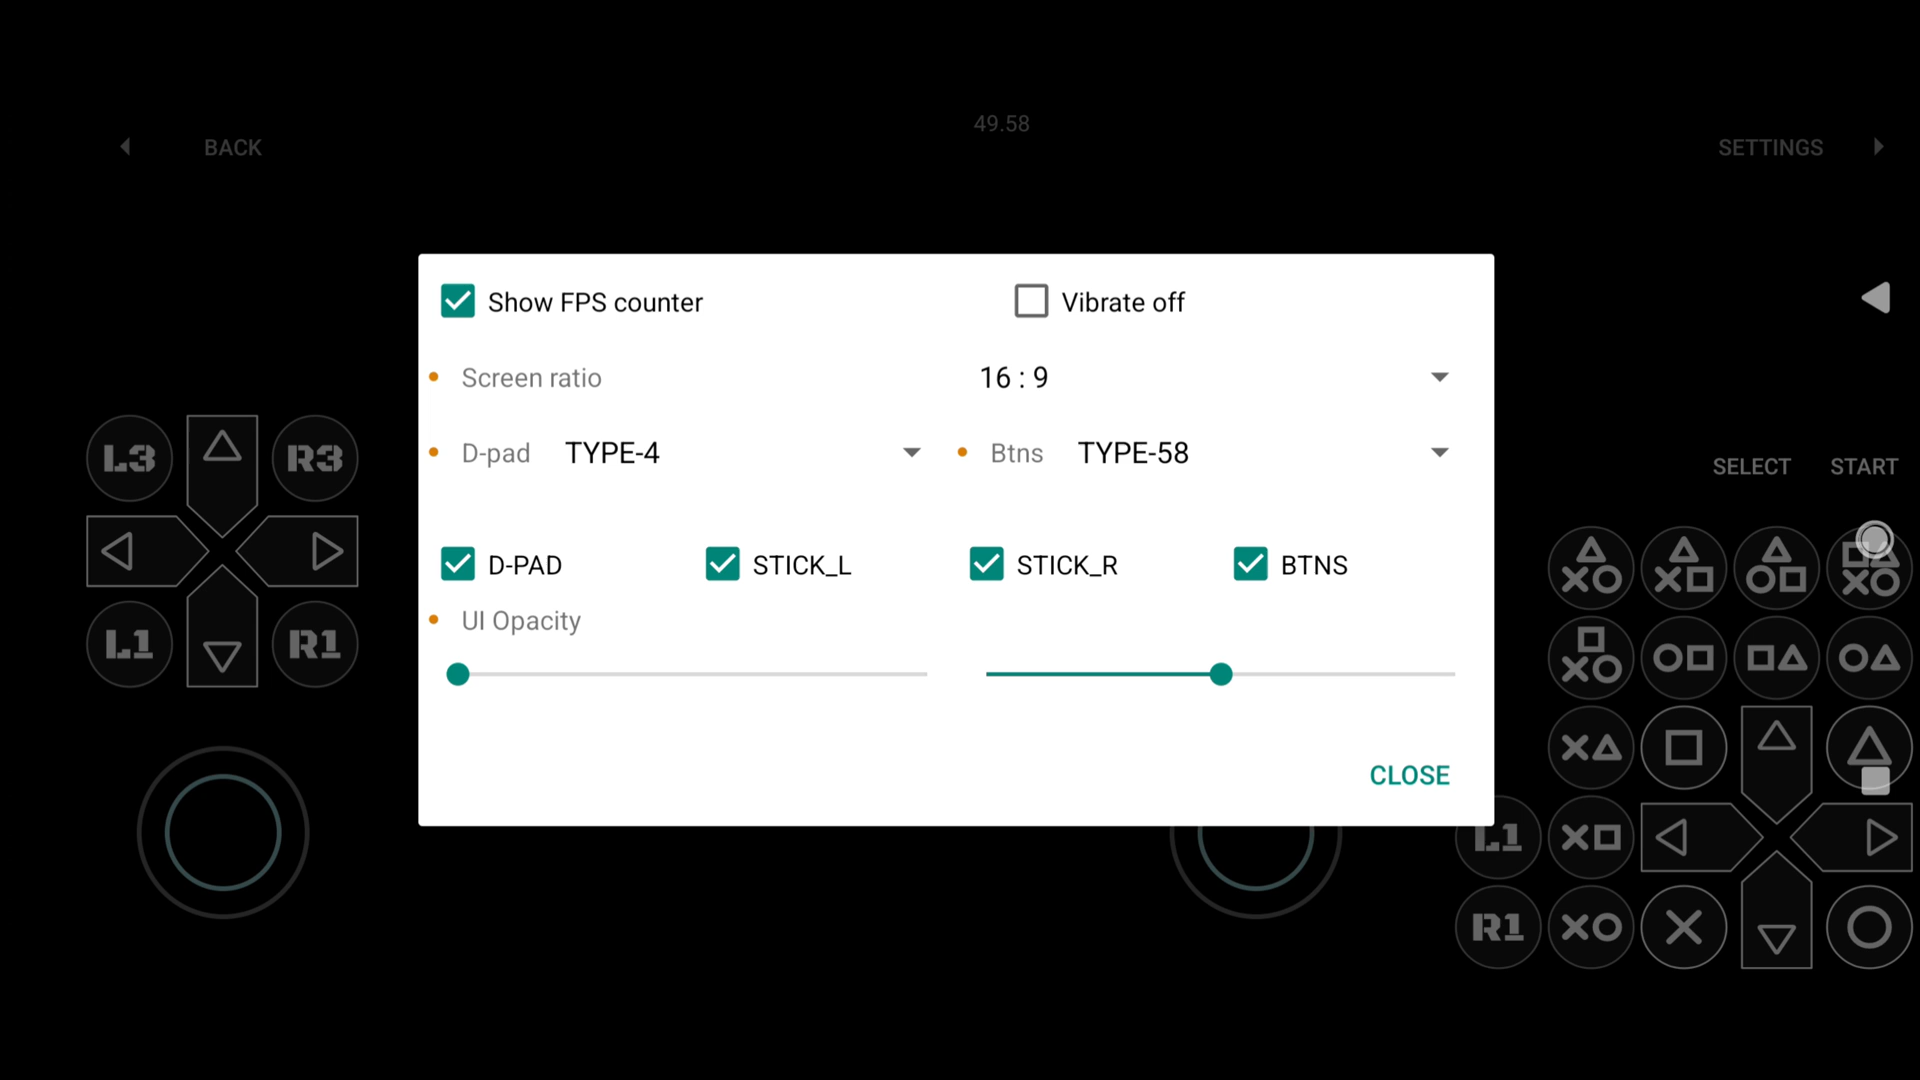 49.58
BACK
SETTINGS
Show FPS counter
Vibrate off
Screen ratio
16 : 9
D-pad
TYPE-4
Btns
TYPE-58
L3
R3
SELECT
START
D-PAD
STICK_L
STICK_R
BTNS
UI Opacity
L1
R1
CLOSE
L1
R1